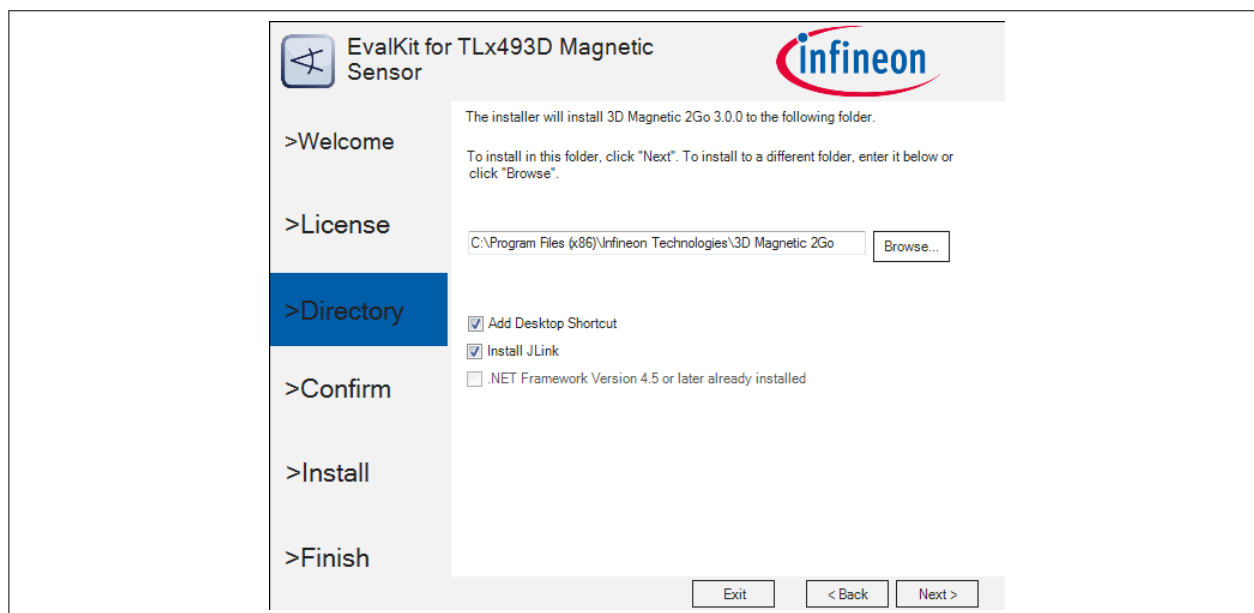 EvalKit for TLx493D Magnetic
Sensor
infineon
>Welcome
>License
>Directory
>Confirm
>Install
>Finish
The installer will install 3D Magnetic 2Go 3.0.0 to the following folder.
To install in this folder, click "Next". To install to a different folder, enter it below or
click "Browse".
C:\Program Files (x86)\Infineon Technologies\3D Magnetic 2Go
Browse...
Add Desktop Shortcut
Install JLink
.NET Framework Version 4.5 or later already installed
Exit
< Back
Next >